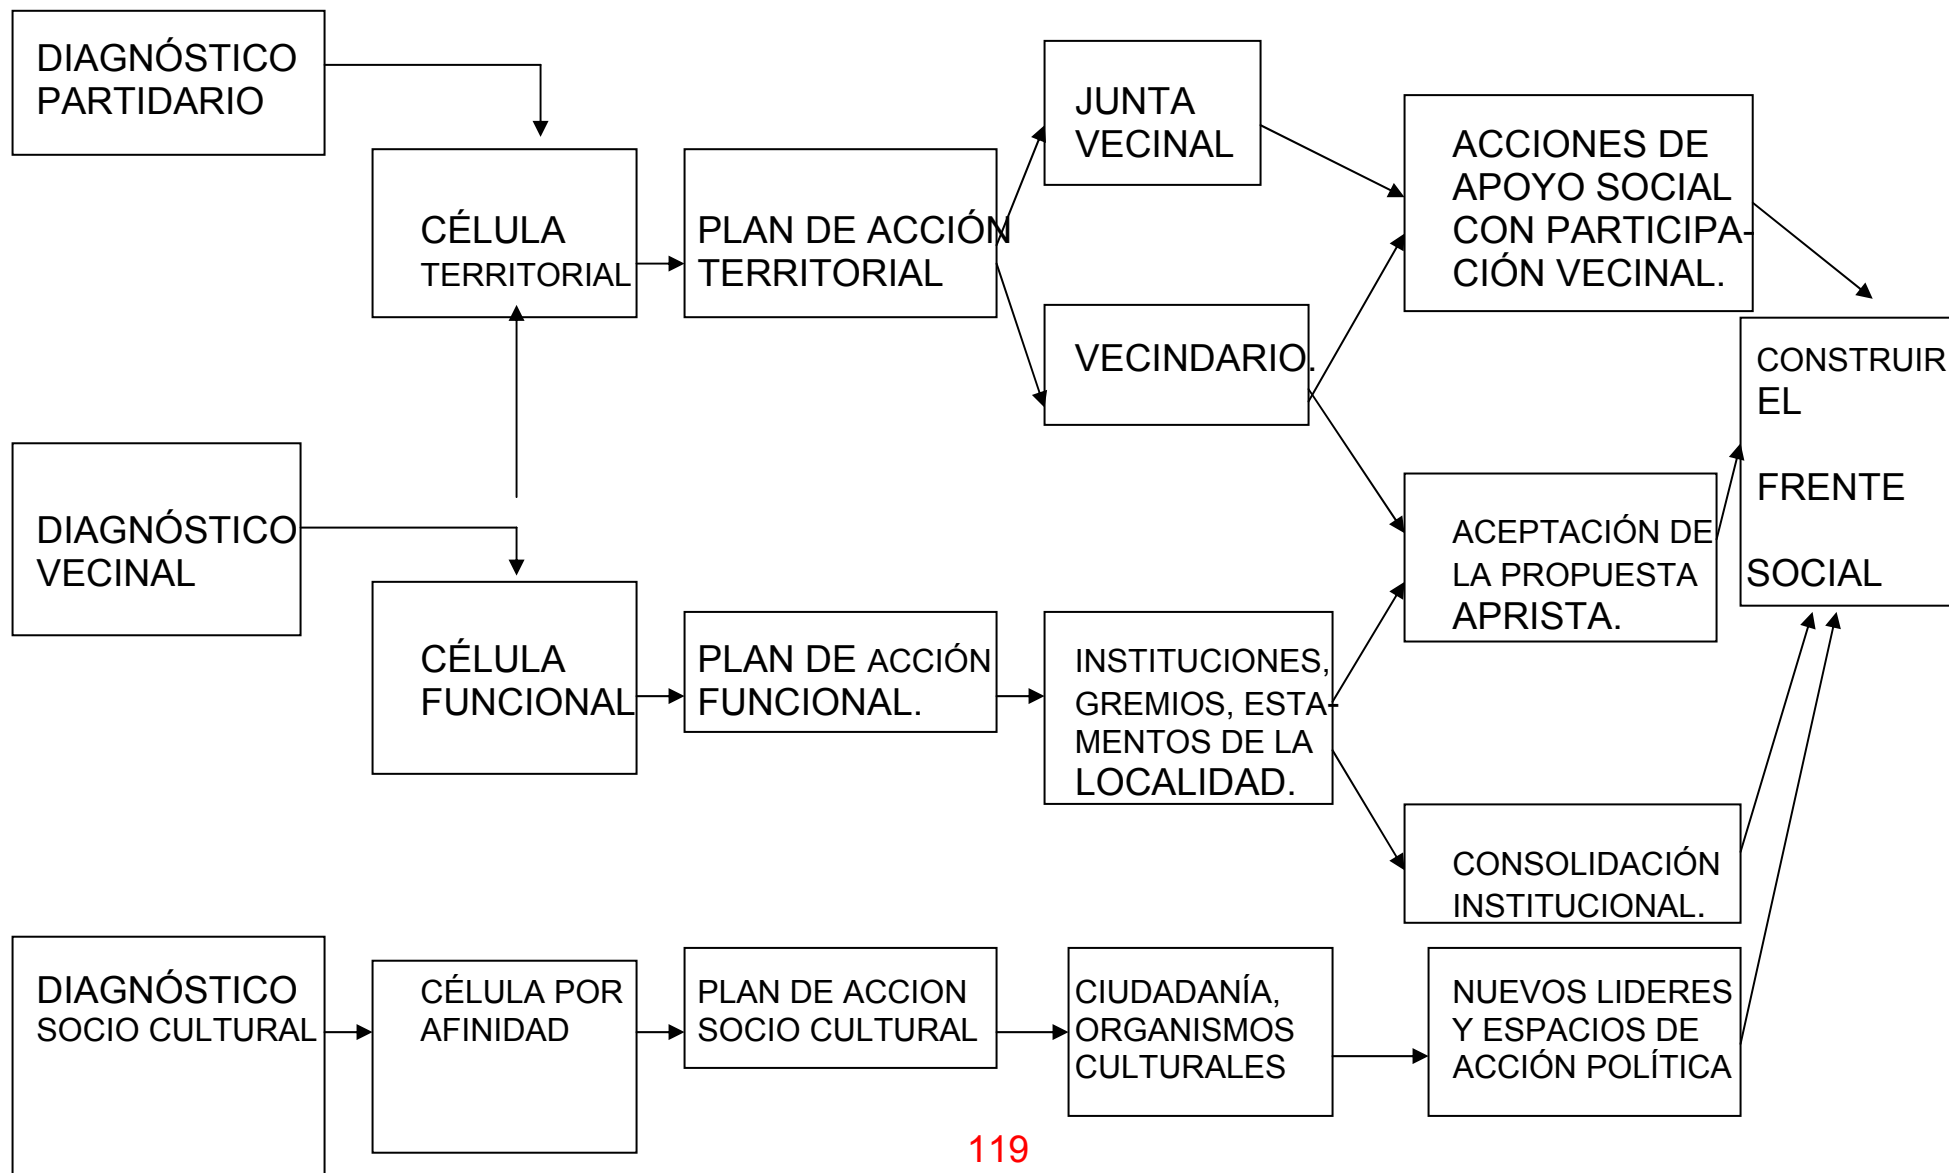 DIAGNÓSTICO
PARTIDARIO
CÉLULA
TERRITORIAL
PLAN DE ACCIÓN
TERRITORIAL
JUNTA
VECINAL
VECINDARIO.
ACCIONES DE
APOYO SOCIAL
CON PARTICIPA-
CIÓN VECINAL.
CONSTRUIR
EL
FRENTE
SOCIAL
DIAGNÓSTICO
VECINAL
CÉLULA
FUNCIONAL
PLAN DE ACCIÓN
FUNCIONAL.
INSTITUCIONES,
GREMIOS, ESTA-
MENTOS DE LA
LOCALIDAD.
ACEPTACIÓN DE
LA PROPUESTA
APRISTA.
CONSOLIDACIÓN
INSTITUCIONAL.
DIAGNÓSTICO
SOCIO CULTURAL
CÉLULA POR
AFINIDAD
PLAN DE ACCION
SOCIO CULTURAL
CIUDADANÍA,
ORGANISMOS
CULTURALES
NUEVOS LIDERES
Y ESPACIOS DE
ACCIÓN POLÍTICA
119